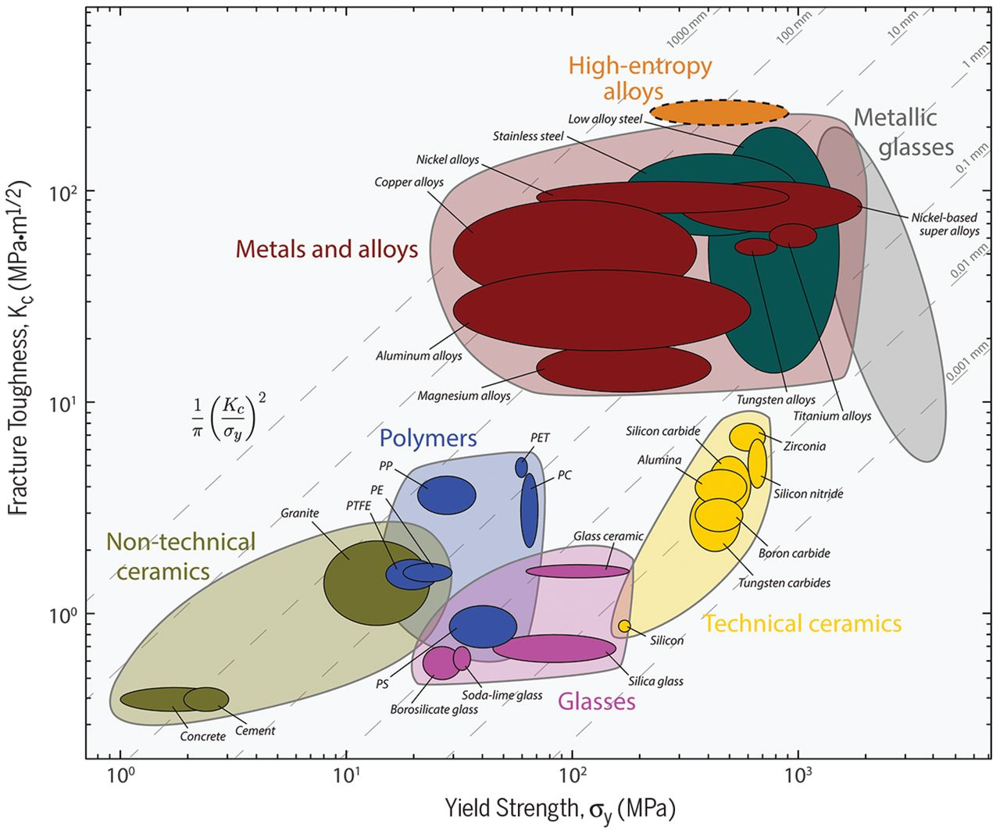 1000 mm
100 mm
10 mm
1 mm
0.1 mm
0.01 mm
0.001 mm
High-entropy
alloys
Metallic
glasses
Low alloy steel
Stainless steel
Nickel alloys
Copper alloys
Nickel-based
super alloys
Metals and alloys
Aluminum alloys
Magnesium alloys
Tungsten alloys
Titanium alloys
1/π (Kc/σy)²
Polymers
PET
PP
PC
PE
PTFE
Granite
Silicon carbide
Zirconia
Alumina
Silicon nitride
Non-technical
ceramics
Glass ceramic
Boron carbide
Tungsten carbides
Technical ceramics
Silicon
PS
Silica glass
Soda-lime glass
Borosilicate glass
Glasses
Concrete
Cement
Fracture Toughness, Kc (MPa•m1/2)
10²
10¹
10⁰
10⁰ 10¹ 10² 10³
Yield Strength, σy (MPa)